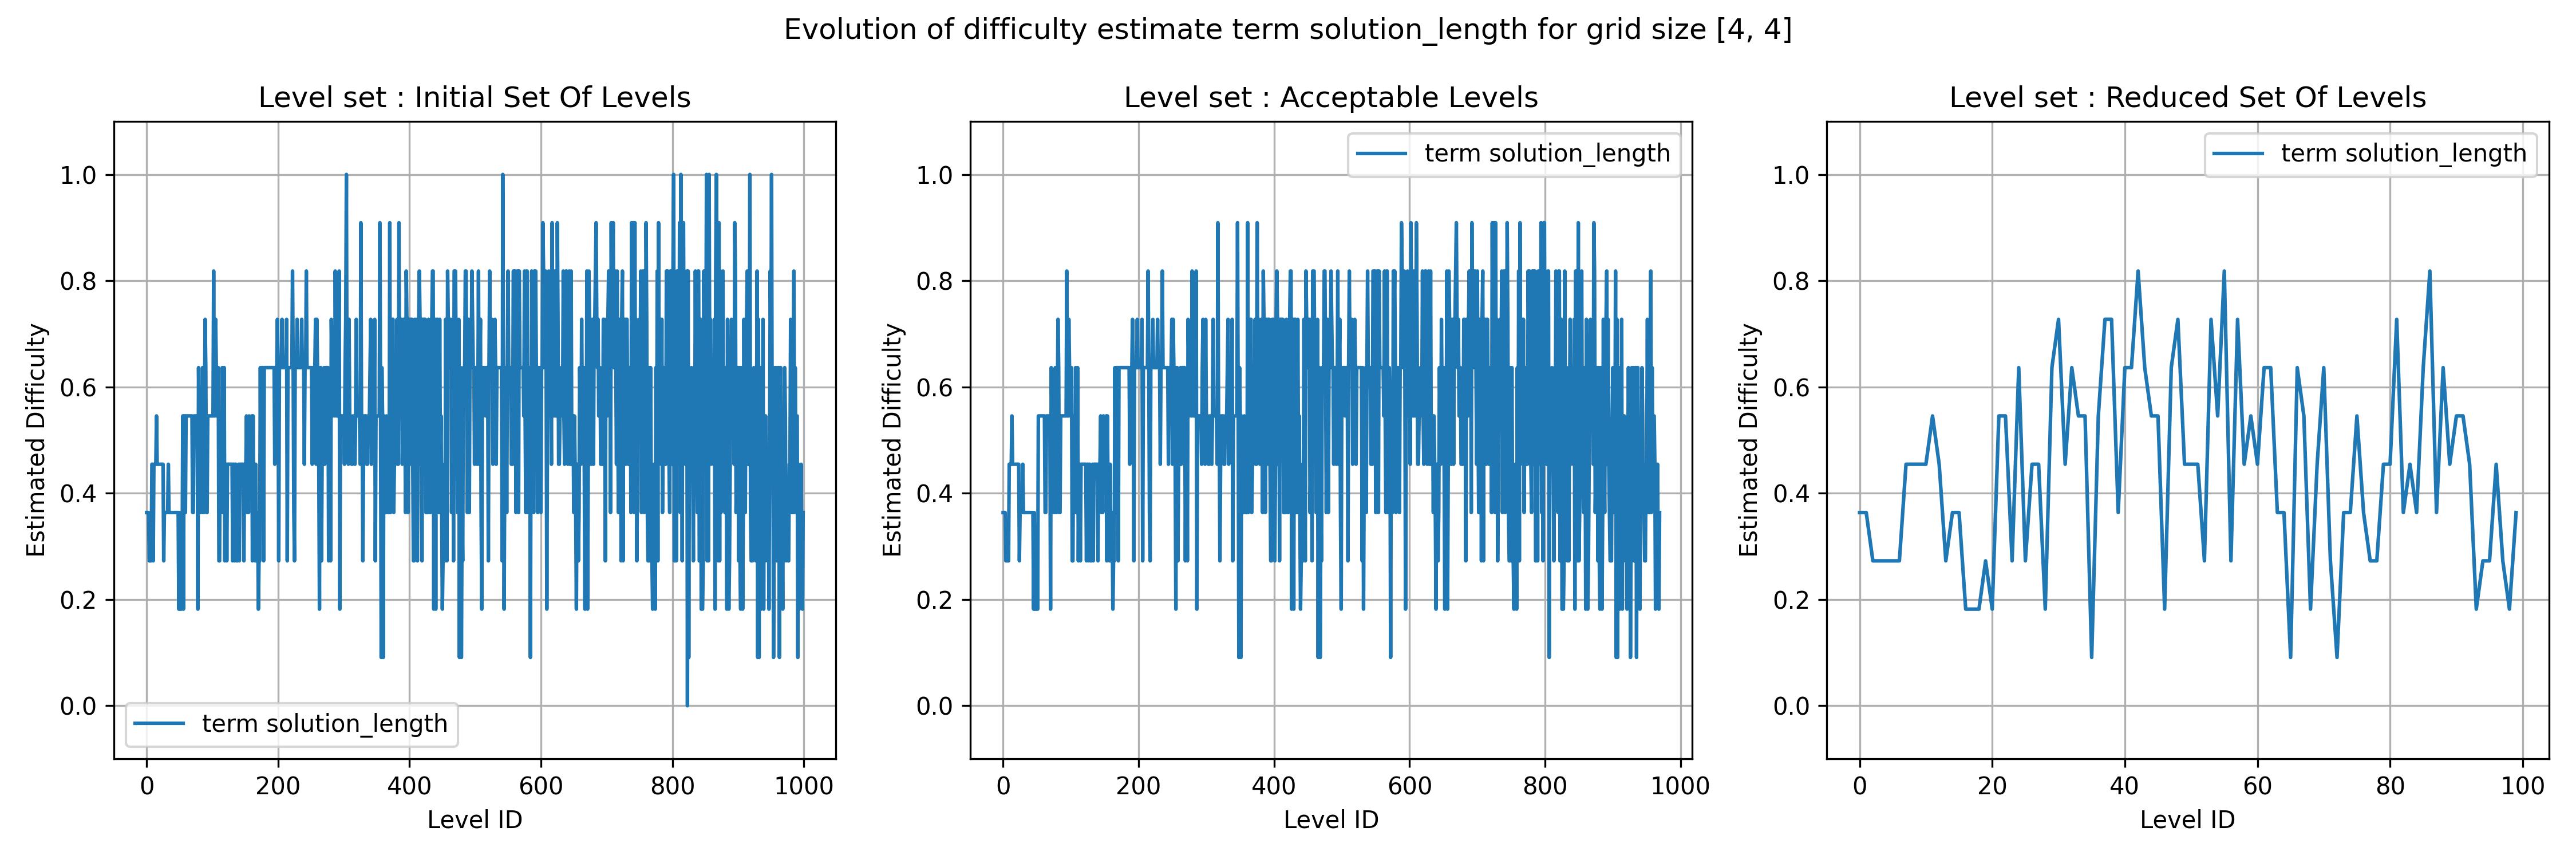 Evolution of difficulty estimate term solution_length for grid size [4, 4]
Level set : Initial Set Of Levels
1.0
0.8
0.6
0.4
0.2
0.0
Estimated Difficulty
term solution_length
0 200 400 600 800 1000
Level ID
Level set : Acceptable Levels
term solution_length
1.0
0.8
0.6
0.4
0.2
0.0
Estimated Difficulty
0 200 400 600 800 1000
Level ID
Level set : Reduced Set Of Levels
term solution_length
1.0
0.8
0.6
0.4
0.2
0.0
Estimated Difficulty
0 20 40 60 80 100
Level ID